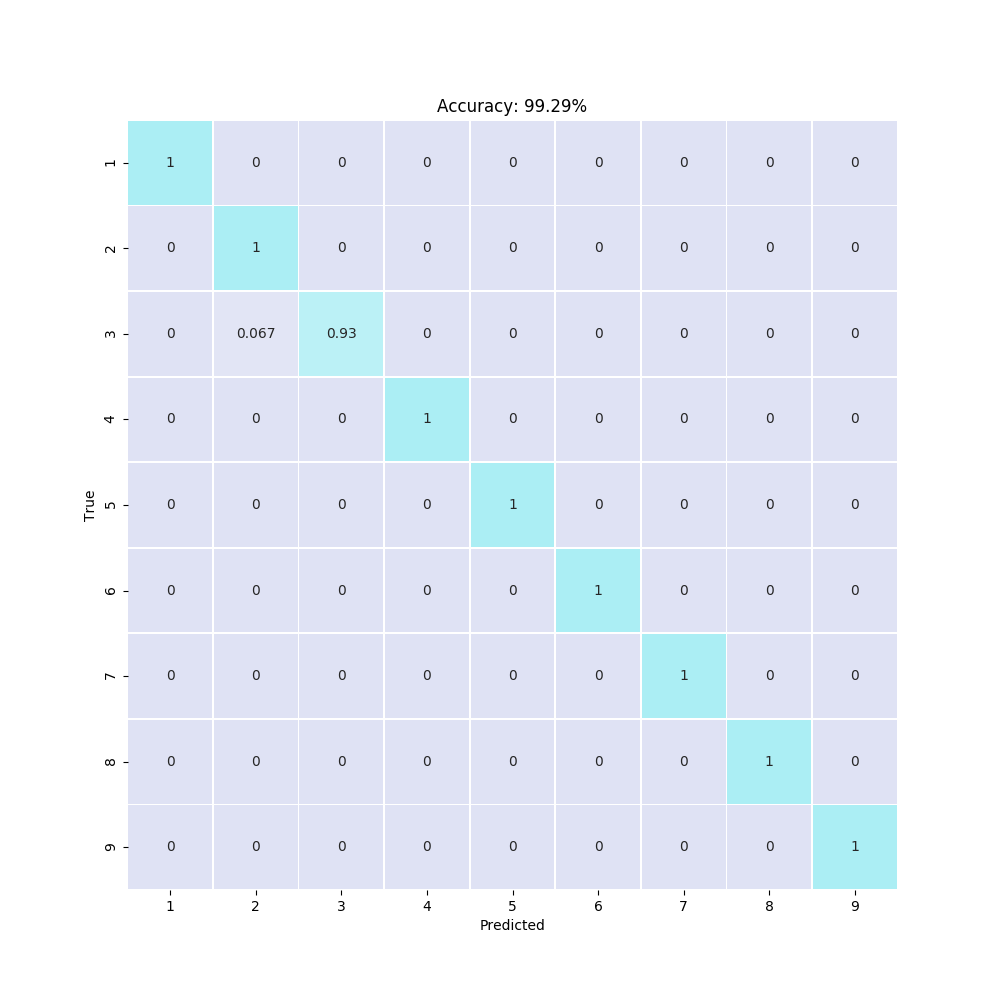 Accuracy: 99.29%
1 1 0 0 0 0 0 0 0 0
2 0 1 0 0 0 0 0 0 0
3 0 0.067 0.93 0 0 0 0 0 0
4 0 0 0 1 0 0 0 0 0
True
5 0 0 0 0 1 0 0 0 0
6 0 0 0 0 0 1 0 0 0
7 0 0 0 0 0 0 1 0 0
8 0 0 0 0 0 0 0 1 0
9 0 0 0 0 0 0 0 0 1
1 2 3 4 5 6 7 8 9
Predicted